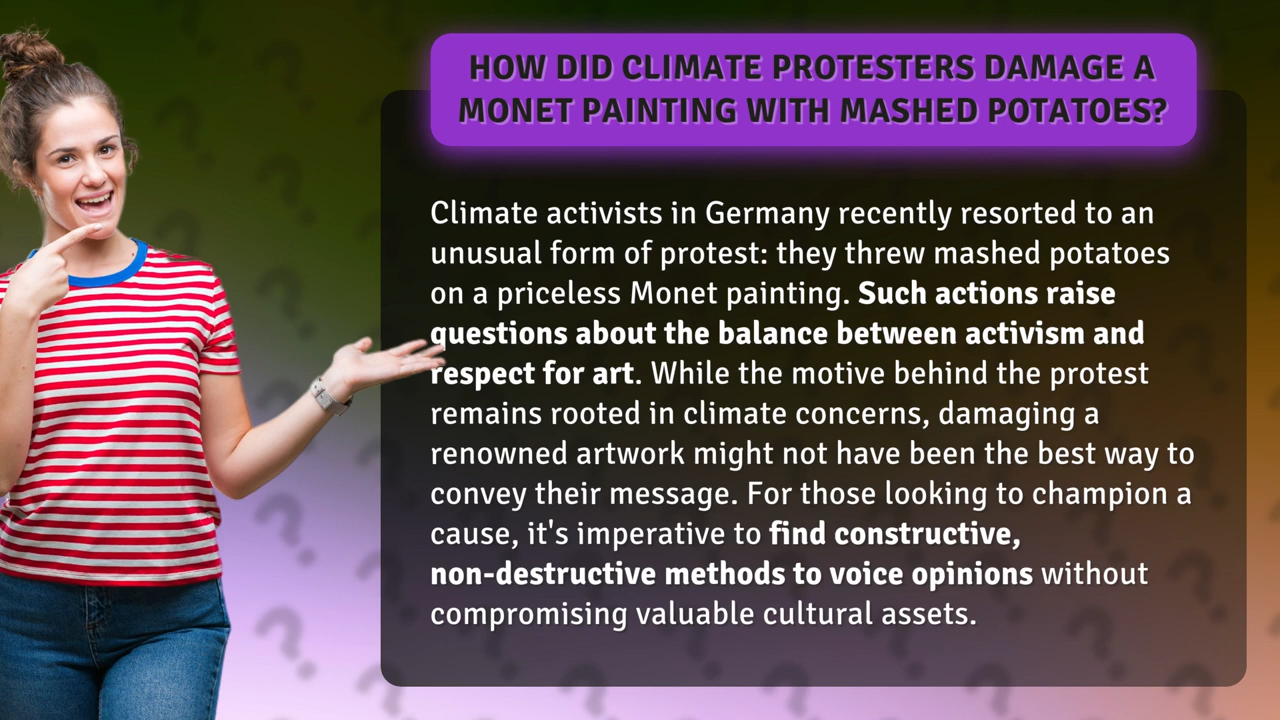 HOW DID CLIMATE PROTESTERS DAMAGE A
MONET PAINTING WITH MASHED POTATOES?
Climate activists in Germany recently resorted to an
unusual form of protest: they threw mashed potatoes
on a priceless Monet painting. Such actions raise
questions about the balance between activism and
respect for art. While the motive behind the protest
remains rooted in climate concerns, damaging a
renowned artwork might not have been the best way to
convey their message. For those looking to champion a
cause, it's imperative to find constructive,
non-destructive methods to voice opinions without
compromising valuable cultural assets.